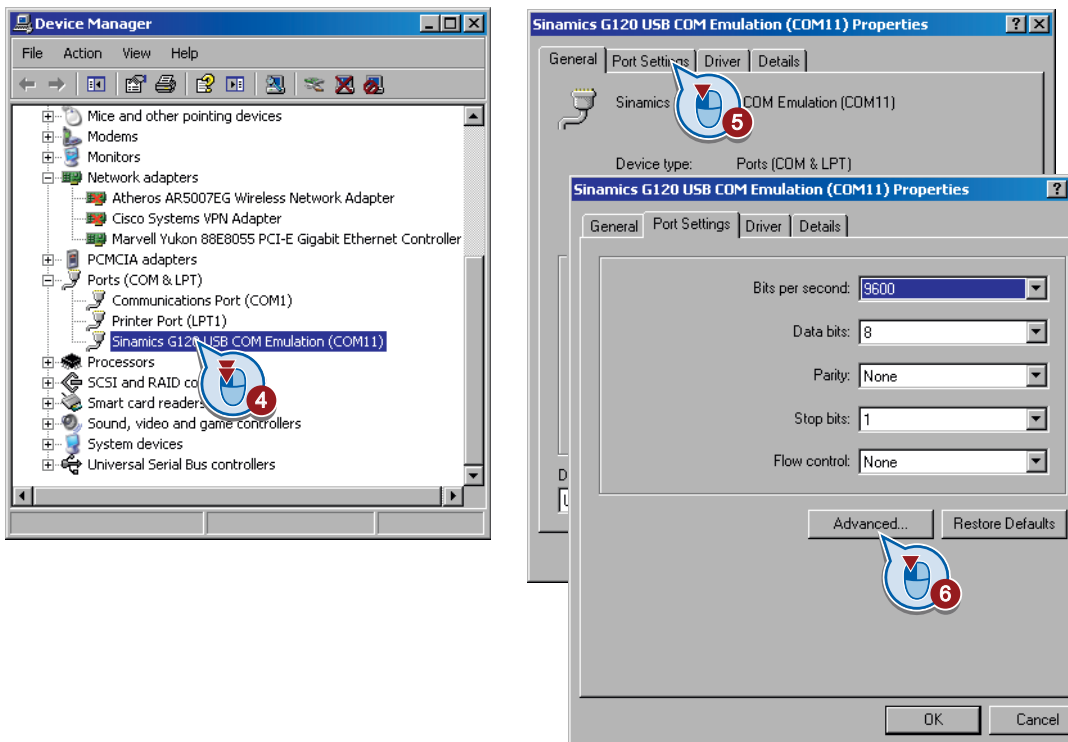 Device Manager
File Action View Help
Mice and other pointing devices
Modems
Monitors
Network adapters
Atheros AR5007EG Wireless Network Adapter
Cisco Systems VPN Adapter
Marvell Yukon 88E8055 PCI-E Gigabit Ethernet Controller
PCMCIA adapters
Ports (COM & LPT)
Communications Port (COM1)
Printer Port (LPT1)
Sinamics G120 USB COM Emulation (COM11)
Processors
SCSI and RAID co
Smart card readers
Sound, video and game controllers
System devices
Universal Serial Bus controllers
4
Sinamics G120 USB COM Emulation (COM11) Properties
General Port Settings Driver Details
Sinamics COM Emulation (COM11)
5
Device type: Ports (COM & LPT)
Sinamics G120 USB COM Emulation (COM11) Properties
General Port Settings Driver Details
Bits per second: 9600
Data bits: 8
Parity: None
Stop bits: 1
Flow control: None
D
Advanced... Restore Defaults
6
OK Cancel